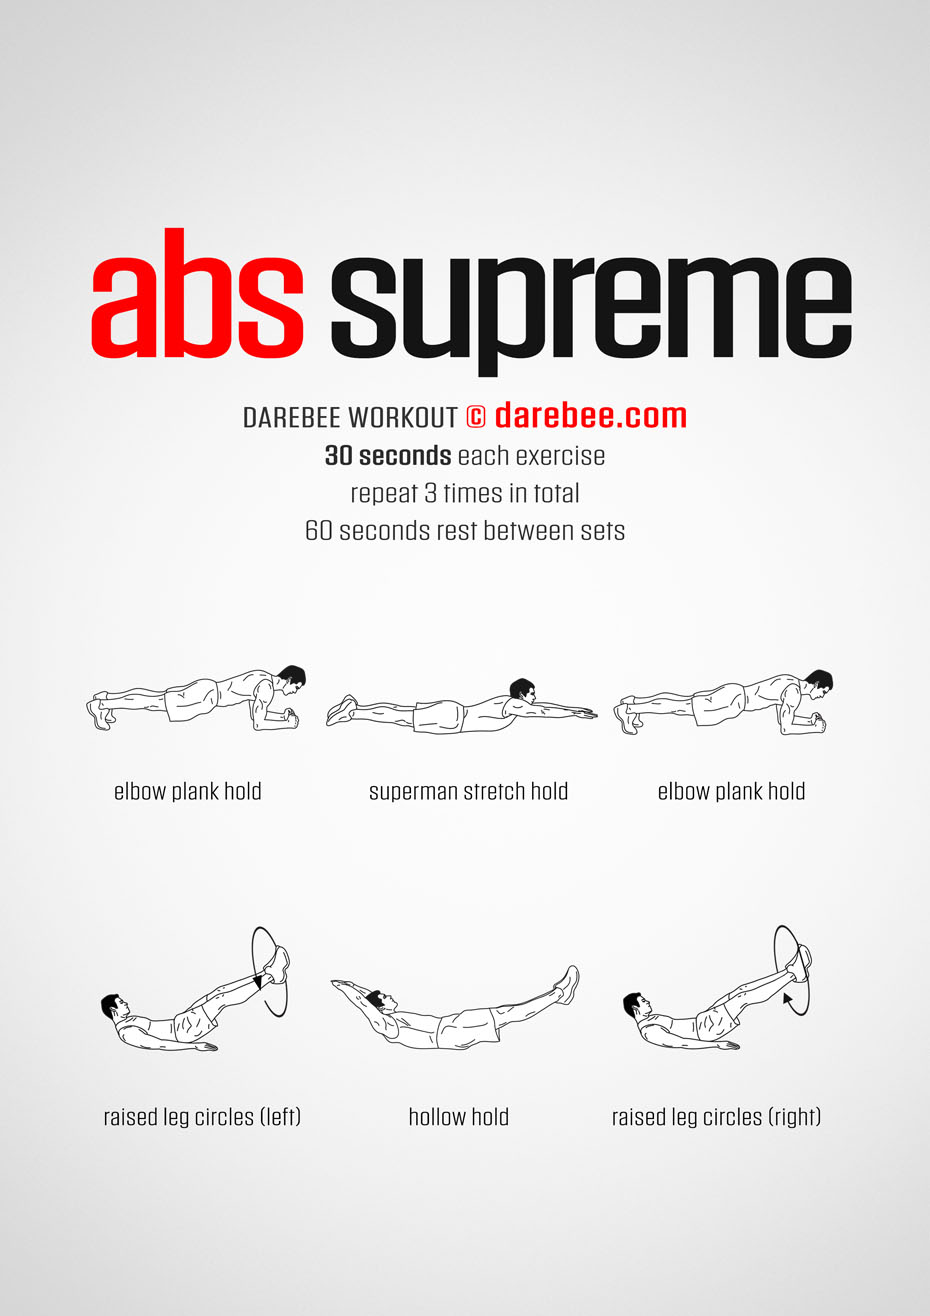 abs supreme
DAREBEE WORKOUT © darebee.com
30 seconds each exercise
repeat 3 times in total
60 seconds rest between sets
elbow plank hold
superman stretch hold
elbow plank hold
raised leg circles (left)
hollow hold
raised leg circles (right)